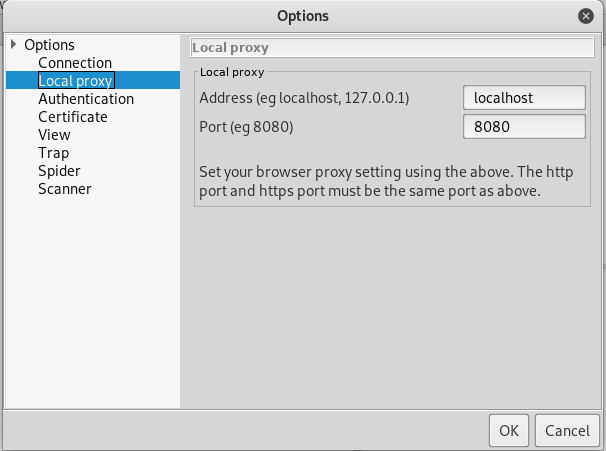 Options
Options
Connection
Local proxy
Authentication
Certificate
View
Trap
Spider
Scanner
Local proxy
Local proxy
Address (eg localhost, 127.0.0.1)
localhost
Port (eg 8080)
8080
Set your browser proxy setting using the above. The http
port and https port must be the same port as above.
OK
Cancel